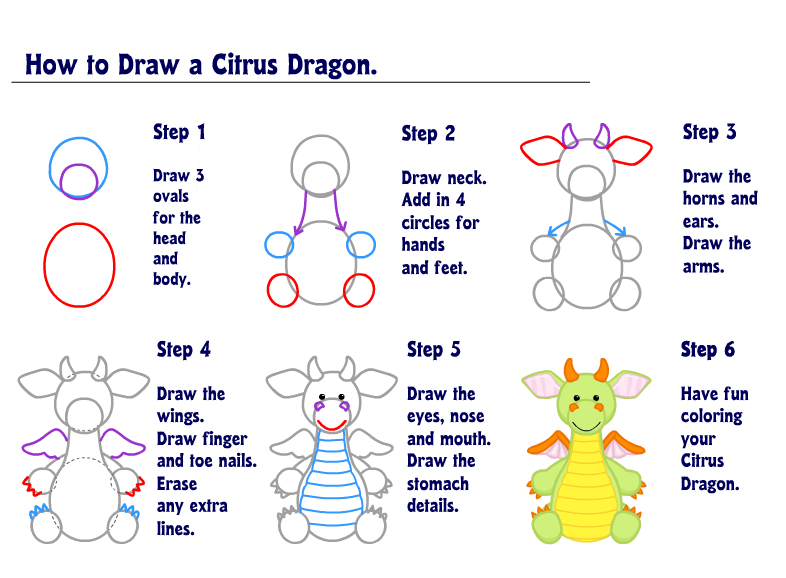 How to Draw a Citrus Dragon.
Step 1
Draw 3
ovals
for the
head
and
body.
Step 2
Draw neck.
Add in 4
circles for
hands
and feet.
Step 3
Draw the
horns and
ears.
Draw the
arms.
Step 4
Draw the
wings.
Draw finger
and toe nails.
Erase
any extra
lines.
Step 5
Draw the
eyes, nose
and mouth.
Draw the
stomach
details.
Step 6
Have fun
coloring
your
Citrus
Dragon.